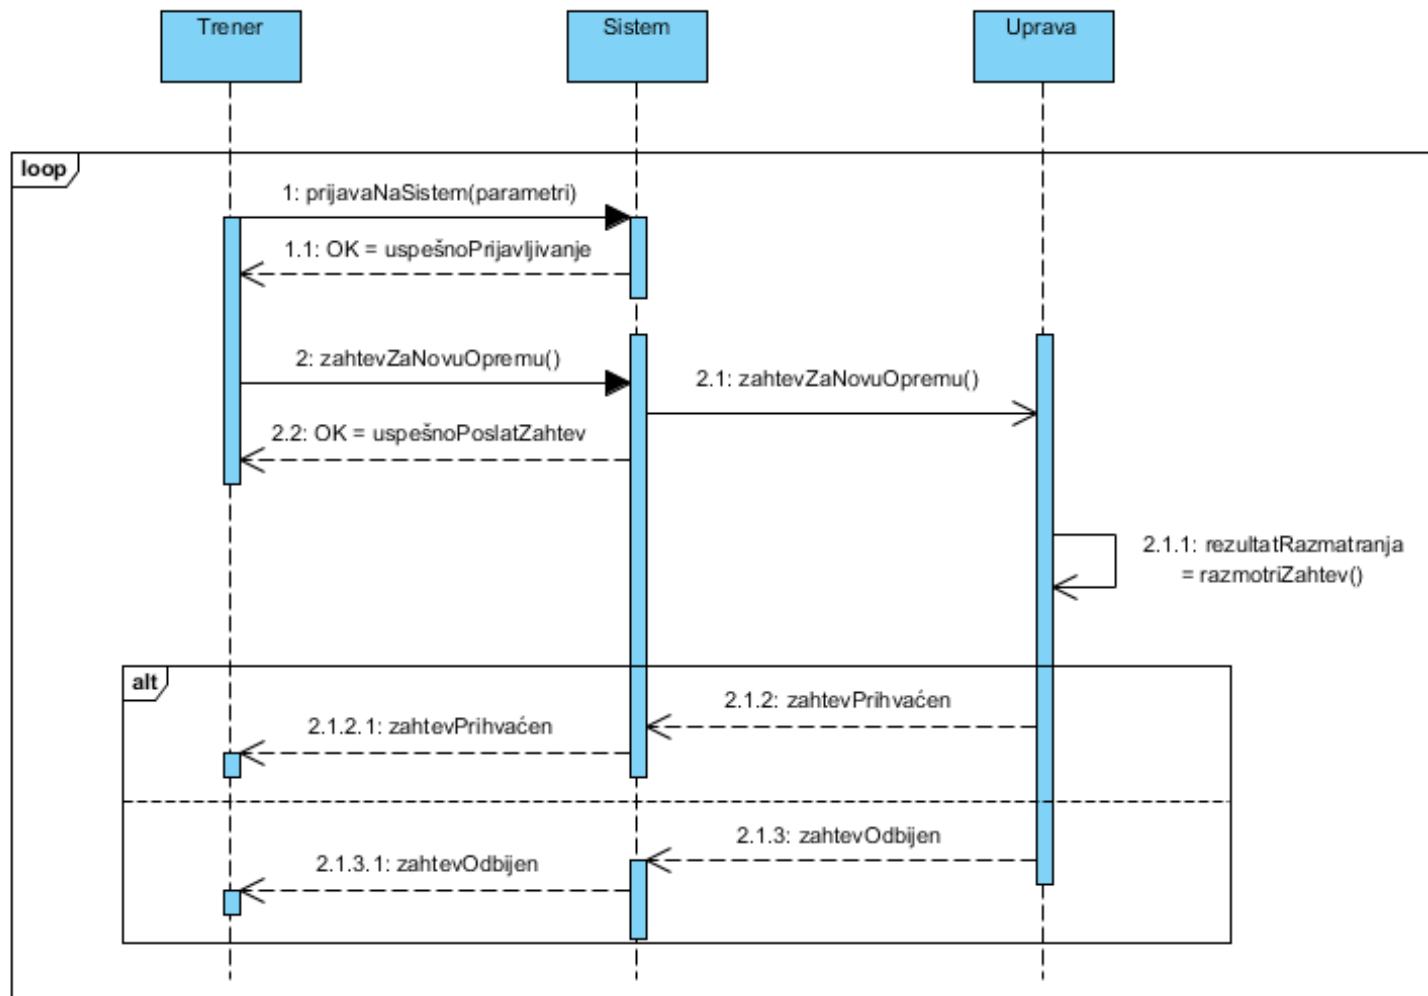 Trener
Sistem
Uprava
loop
1: prijavaNaSistem(parametri)
1.1: OK = uspešnoPrijavljivanje
2: zahtevZaNovuOpremu()
2.1: zahtevZaNovuOpremu()
2.2: OK = uspešnoPoslatZahtev
2.1.1: rezultatRazmatranja
= razmotriZahtev()
alt
2.1.2: zahtevPrihvaćen
2.1.2.1: zahtevPrihvaćen
2.1.3: zahtevOdbijen
2.1.3.1: zahtevOdbijen